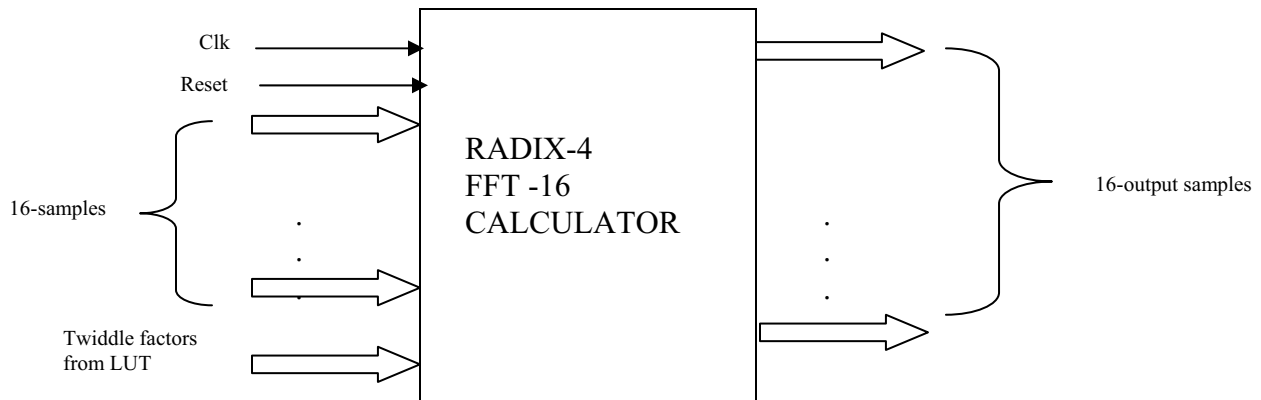 Clk
Reset
16-samples
Twiddle factors
from LUT
RADIX-4
FFT -16
CALCULATOR
16-output samples